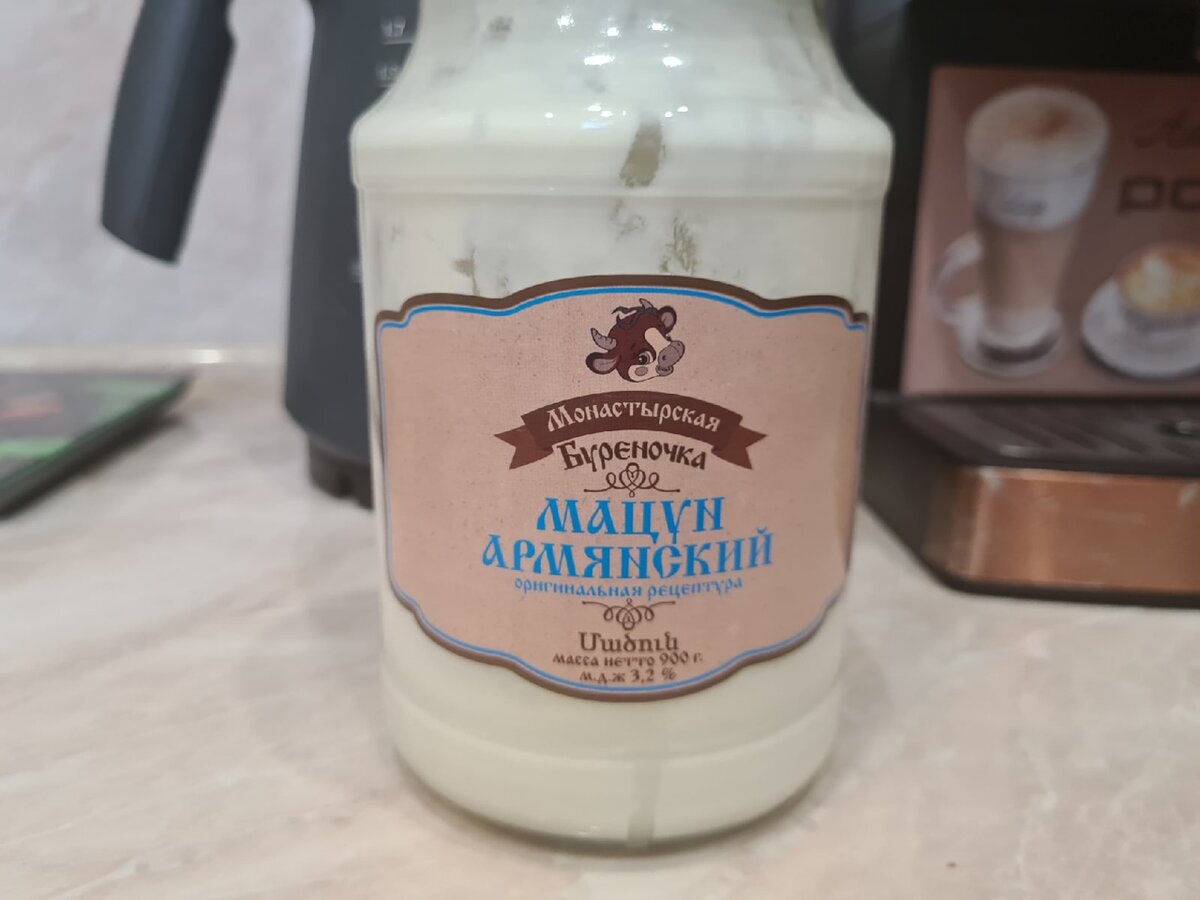 Монастырская
Буреночка
МАЦУН
АРМЯНСКИЙ
оригинальная рецептура
Մածուն
масса нетто 900 г.
м.д.ж 3,2 %